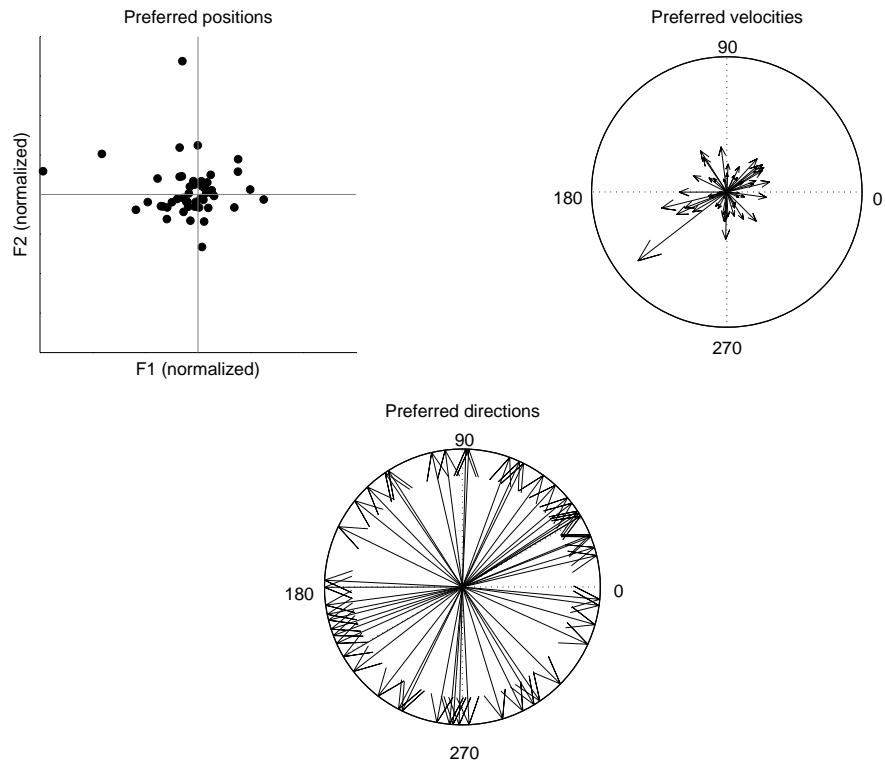 Preferred positions
F2 (normalized)
F1 (normalized)
Preferred velocities
90
180
0
270
Preferred directions
90
180
0
270